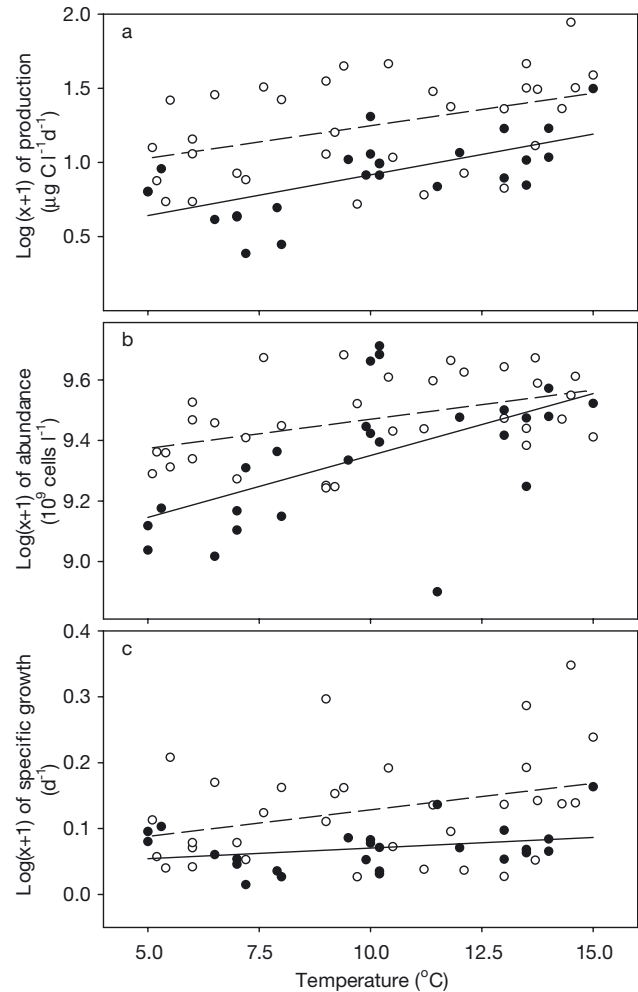 a
Log (x+1) of production
(µg C l⁻¹d⁻¹)
2.0
1.5
1.0
0.5
b
Log(x+1) of abundance
(10⁹ cells l⁻¹)
9.6
9.4
9.2
9.0
c
Log(x+1) of specific growth
(d⁻¹)
0.4
0.3
0.2
0.1
0.0
5.0 7.5 10.0 12.5 15.0
Temperature (°C)